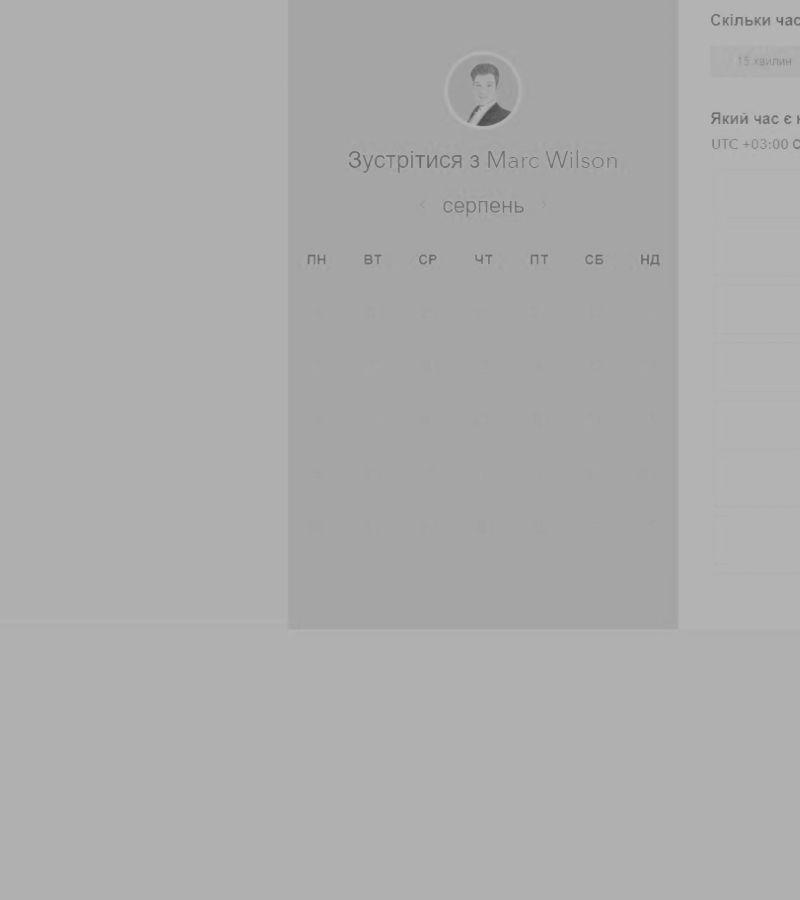 Зустрітися з Marc Wilson
серпень
ПН ВТ СР ЧТ ПТ СБ НД
Скільки час
15 хвилин
Який час є
UTC +03:00